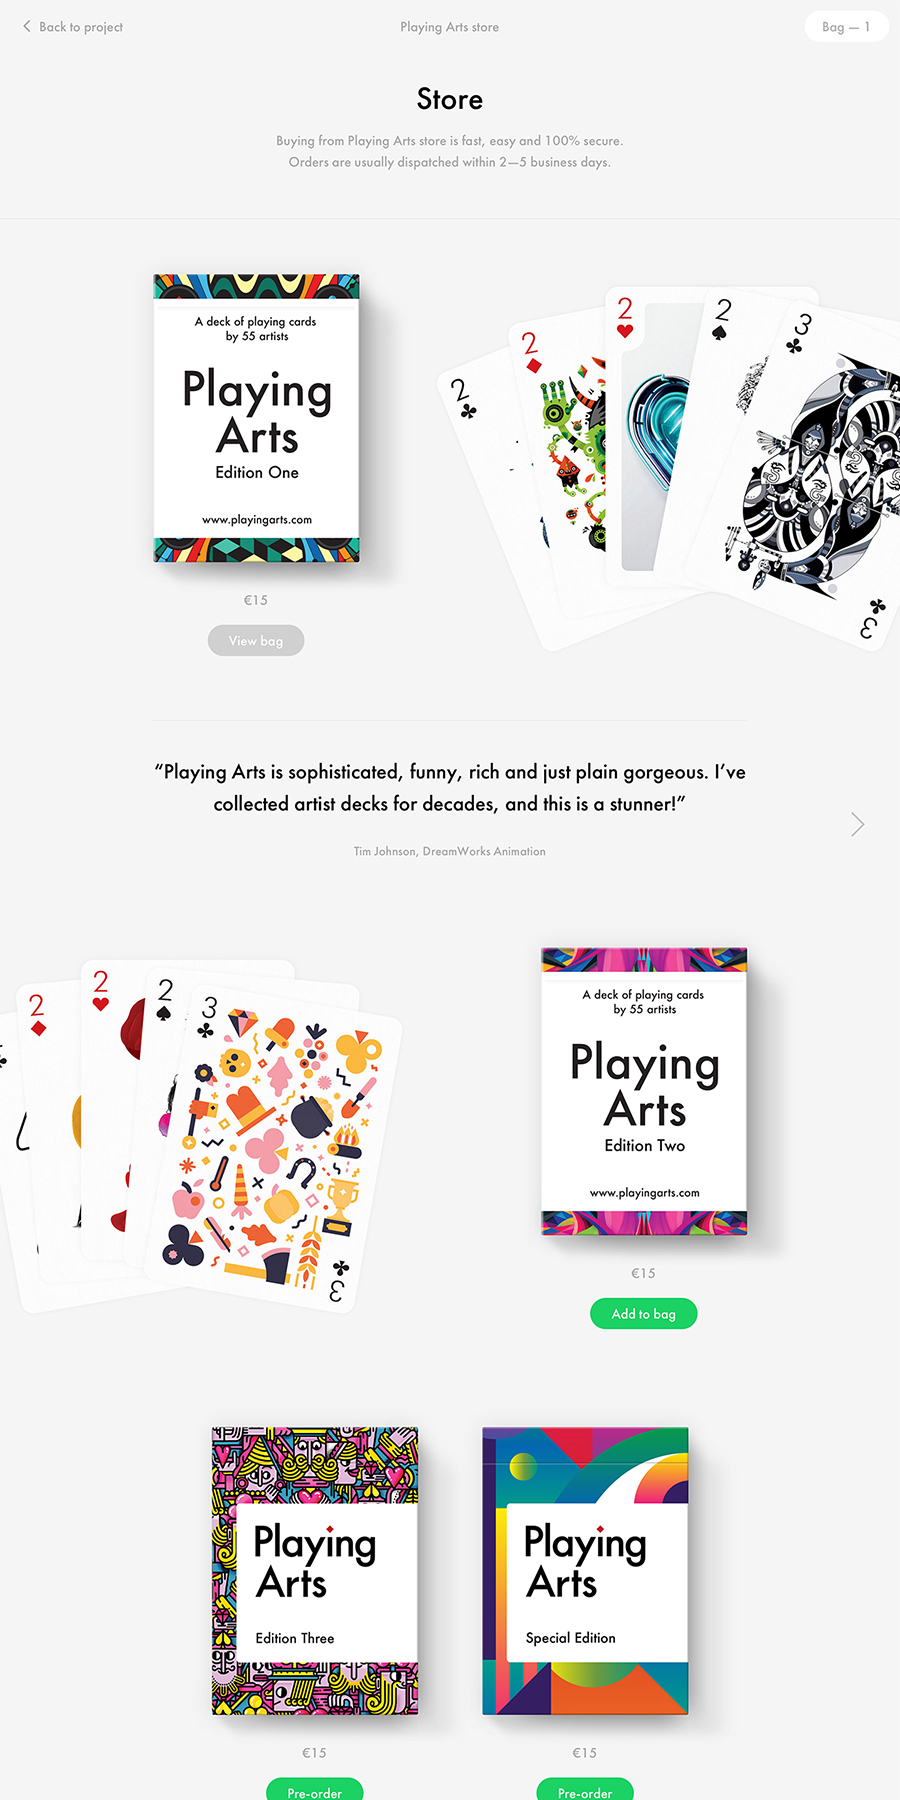 Back to project
Playing Arts store
Bag — 1
Store
Buying from Playing Arts store is fast, easy and 100% secure.
Orders are usually dispatched within 2—5 business days.
A deck of playing cards
by 55 artists
Playing
Arts
Edition One
www.playingarts.com
2
2
2
2
3
3
€15
View bag
“Playing Arts is sophisticated, funny, rich and just plain gorgeous. I’ve
collected artist decks for decades, and this is a stunner!”
Tim Johnson, DreamWorks Animation
2
2
2
3
3
A deck of playing cards
by 55 artists
Playing
Arts
Edition Two
www.playingarts.com
€15
Add to bag
Playing
Arts
Edition Three
€15
Pre-order
Playing
Arts
Special Edition
€15
Pre-order